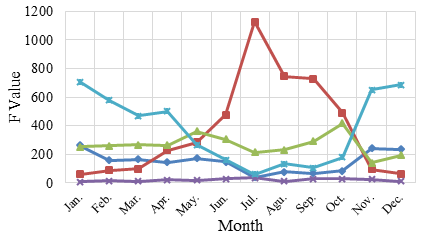 1200
1000
800
600
400
200
0
F Value
Jan. Feb. Mar. Apr. May. Jun. Jul. Agu. Sep. Oct. Nov. Dec.
Month